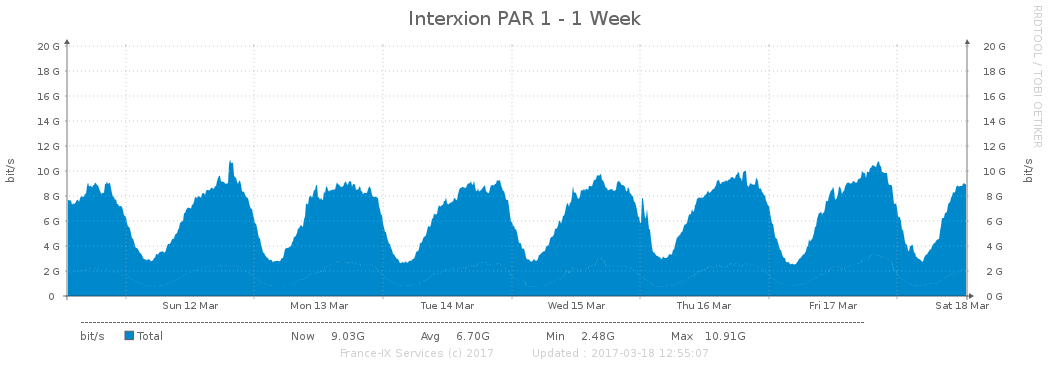 Interxion PAR 1 - 1 Week
RRDTOOL / TOBI OETIKER
bit/s
20 G 20 G
18 G 18 G
16 G 16 G
14 G 14 G
12 G 12 G
10 G 10 G
8 G 8 G
6 G 6 G
4 G 4 G
2 G 2 G
0 0 G
bit/s
Sun 12 Mar Mon 13 Mar Tue 14 Mar Wed 15 Mar Thu 16 Mar Fri 17 Mar Sat 18 Mar
bit/s Total Now 9.03G Avg 6.70G Min 2.48G Max 10.91G
France-IX Services (c) 2017 Updated : 2017-03-18 12:55:07